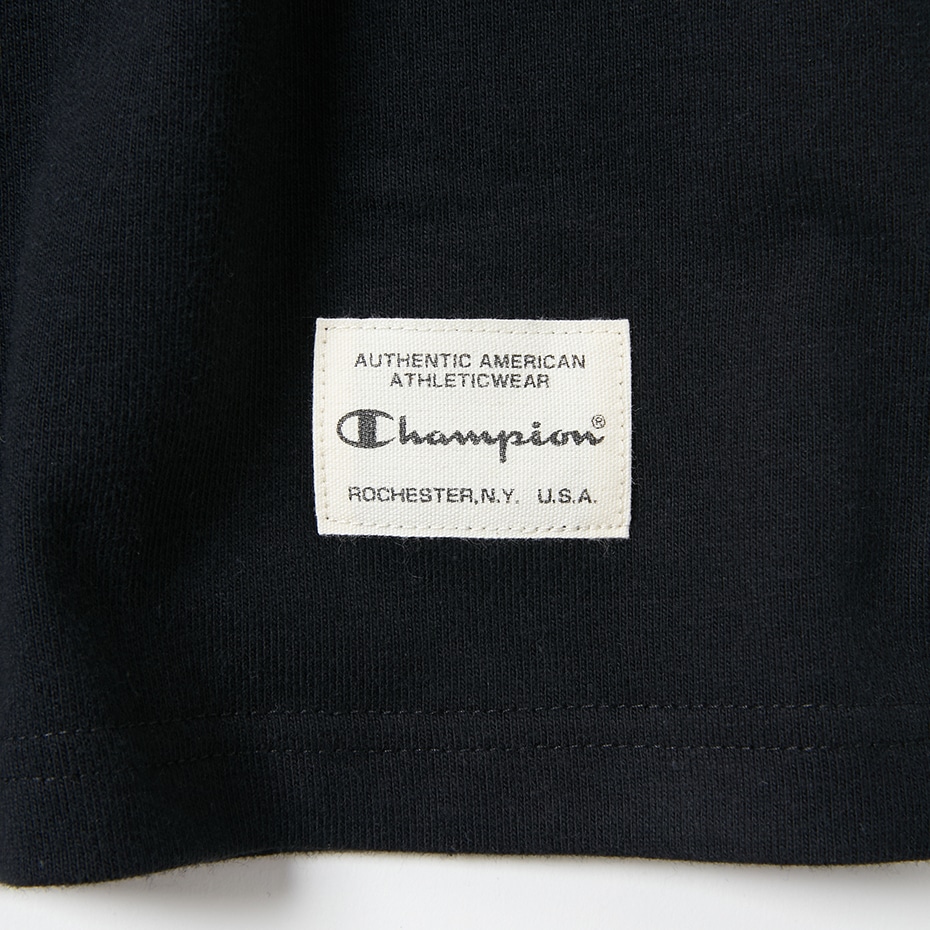 AUTHENTIC AMERICAN
ATHLETICWEAR
Champion®
ROCHESTER,N.Y. U.S.A.